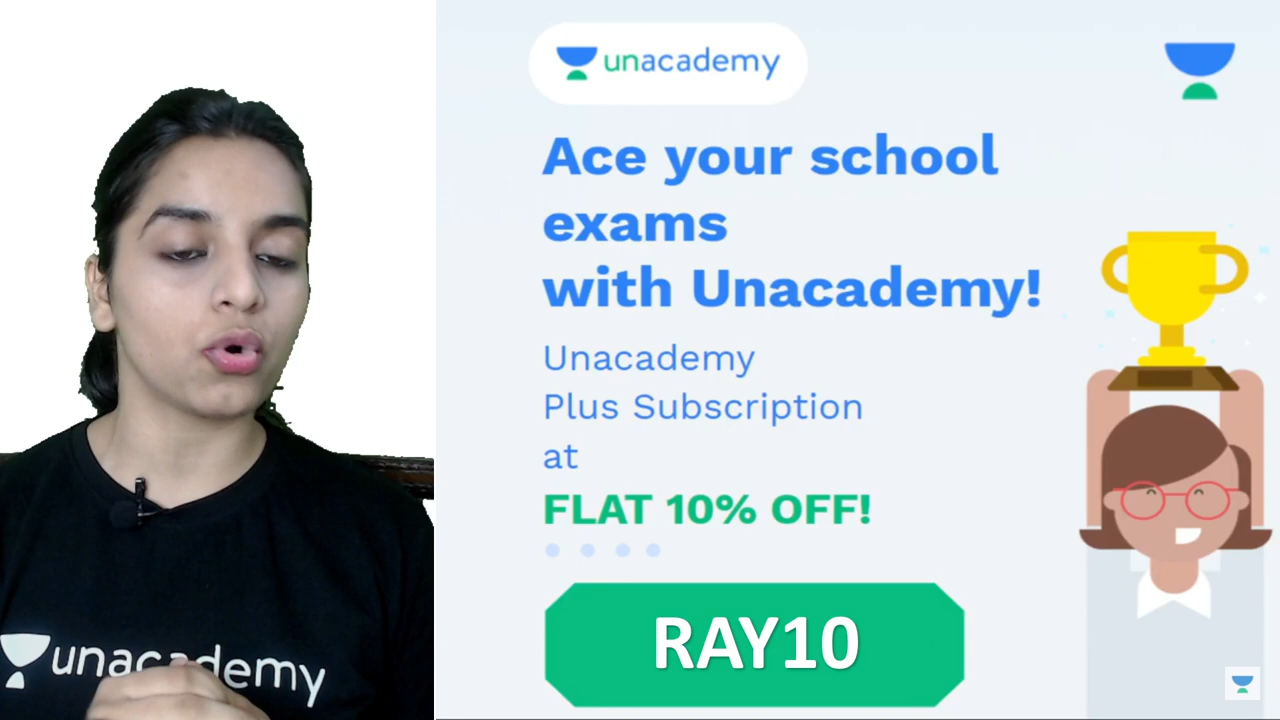 unacademy
Ace your school
exams
with Unacademy!
Unacademy
Plus Subscription
at
FLAT 10% OFF!
RAY10
unacademy